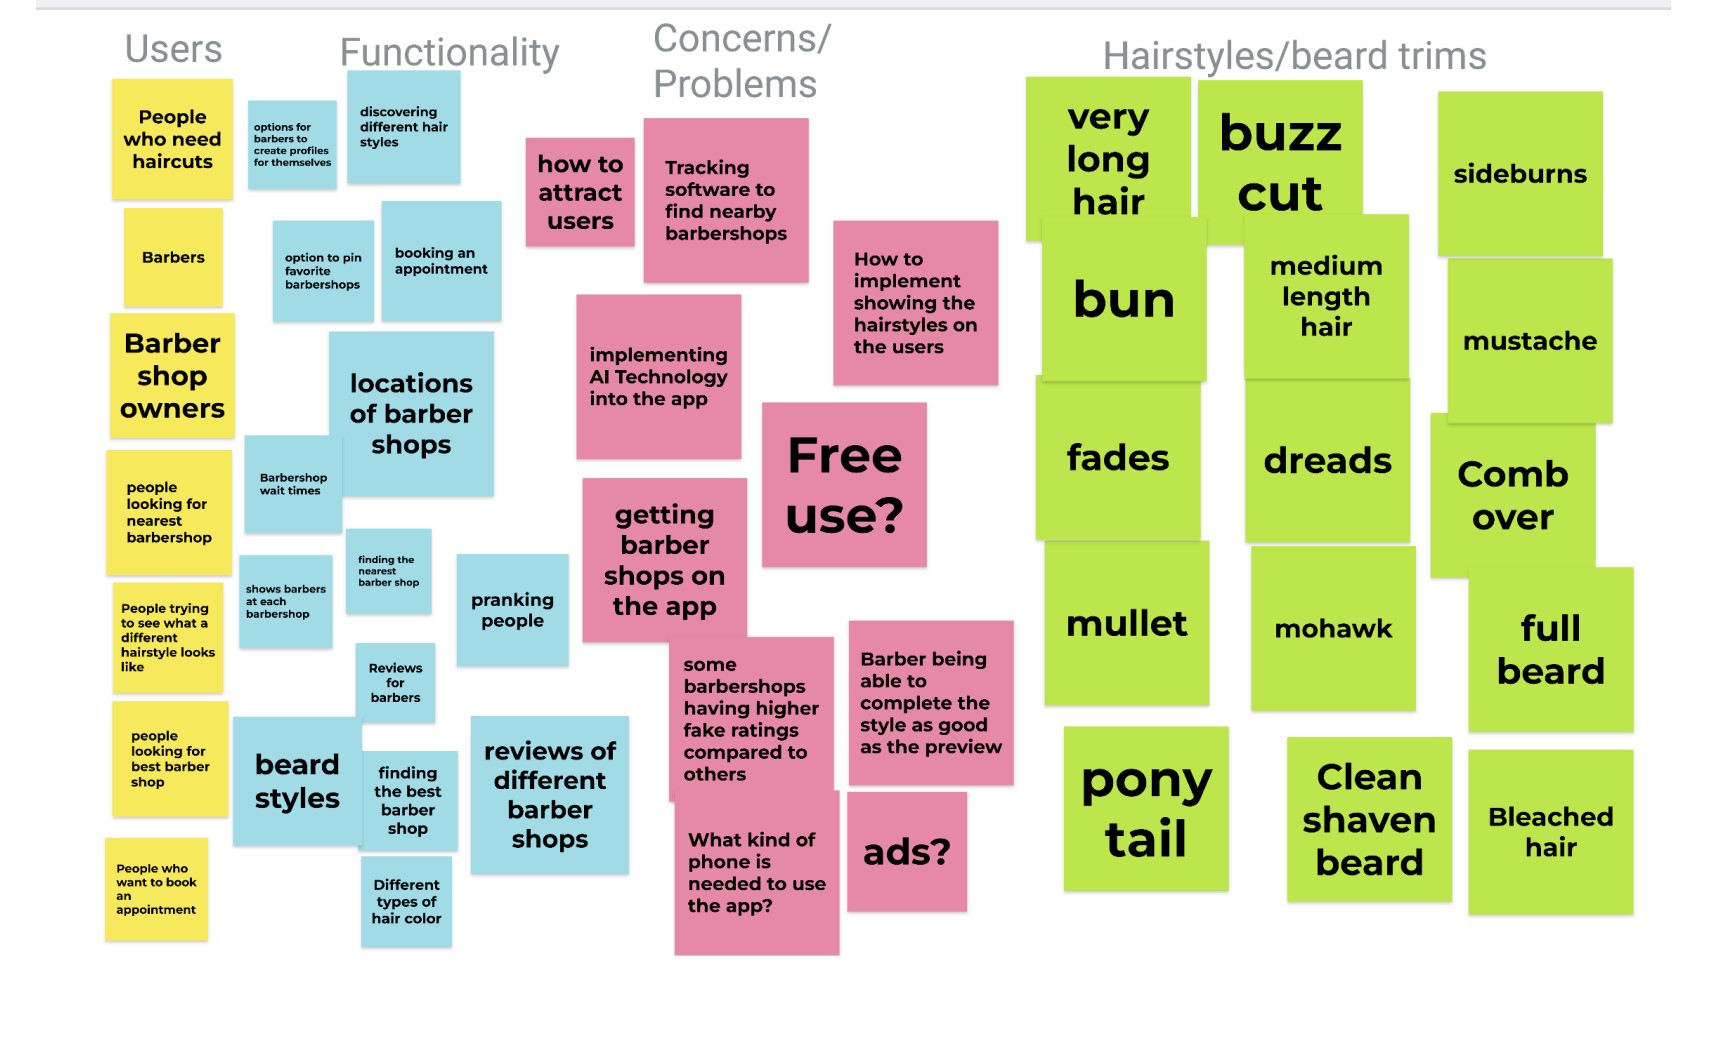 Users
People
who need
haircuts
Barbers
Barber
shop
owners
people
looking for
nearest
barbershop
People trying
to see what a
different
hairstyle looks
like
people
looking for
best barber
shop
People who
want to book
an
appointment
Functionality
options for
barbers to
create profiles
for themselves
discovering
different hair
styles
option to pin
favorite
barbershops
booking an
appointment
locations
of barber
shops
Barbershop
wait times
finding the
nearest
barber shop
shows barbers
at each
barbershop
pranking
people
Reviews
for
barbers
beard
styles
finding
the best
barber
shop
reviews of
different
barber
shops
Different
types of
hair color
Concerns/
Problems
how to
attract
users
Tracking
software to
find nearby
barbershops
How to
implement
showing the
hairstyles on
the users
implementing
AI Technology
into the app
Free
use?
getting
barber
shops on
the app
some
barbershops
having higher
fake ratings
compared to
others
Barber being
able to
complete the
style as good
as the preview
What kind of
phone is
needed to use
the app?
ads?
Hairstyles/beard trims
very
long
hair
buzz
cut
sideburns
bun
medium
length
hair
mustache
fades
dreads
Comb
over
mullet
mohawk
full
beard
pony
tail
Clean
shaven
beard
Bleached
hair